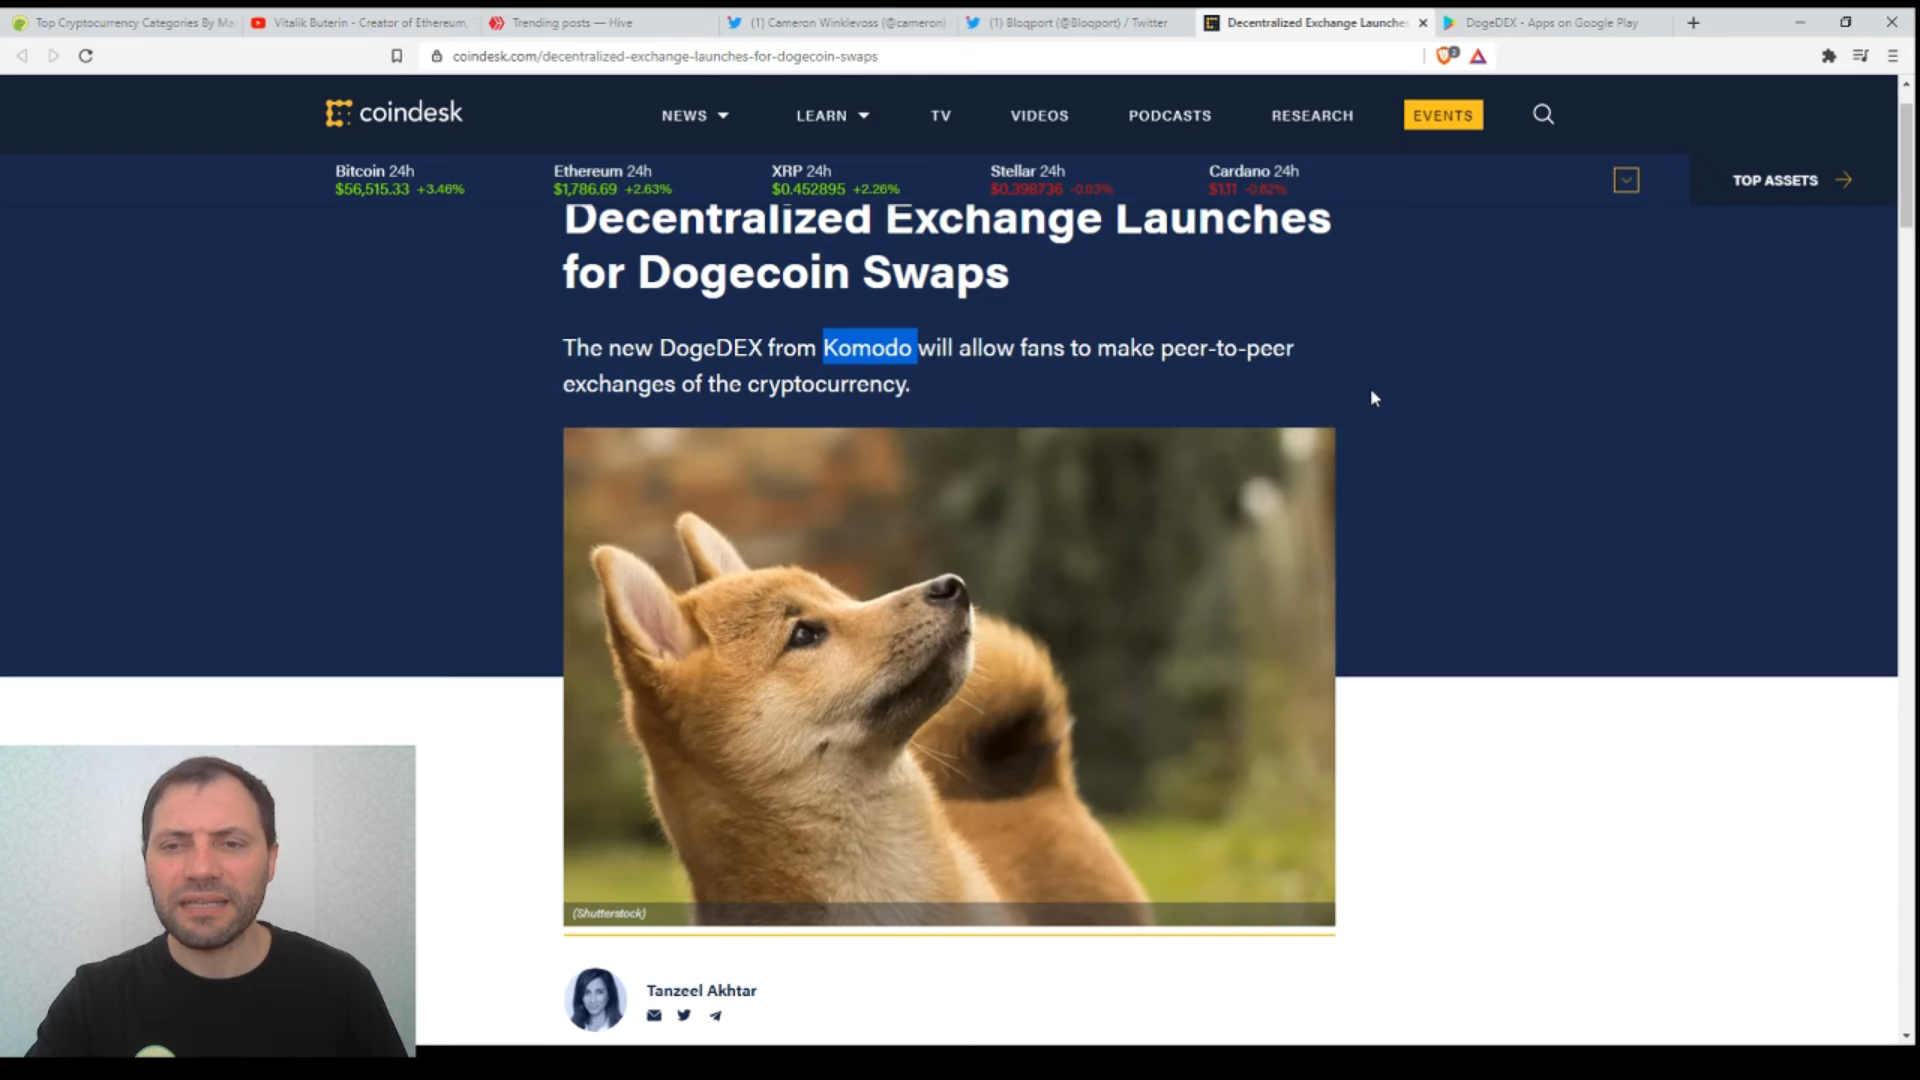 Top Cryptocurrency Categories By Ma
Vitalik Buterin - Creator of Ethereum,
Trending posts — Hive
(1) Cameron Winklevoss (@cameron)
(1) Bloqport (@Bloqport) / Twitter
Decentralized Exchange Launches
DogeDEX - Apps on Google Play
coindesk.com/decentralized-exchange-launches-for-dogecoin-swaps
2
coindesk
NEWS
LEARN
TV
VIDEOS
PODCASTS
RESEARCH
EVENTS
Bitcoin 24h
$56,515.33 +3.46%
Ethereum 24h
$1,786.69 +2.63%
XRP 24h
$0.452895 +2.26%
Stellar 24h
$0.398736 -0.03%
Cardano 24h
$1.11 -0.62%
TOP ASSETS
Decentralized Exchange Launches
for Dogecoin Swaps
The new DogeDEX from Komodo will allow fans to make peer-to-peer
exchanges of the cryptocurrency.
(Shutterstock)
Tanzeel Akhtar